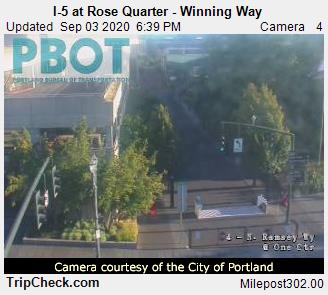 I-5 at Rose Quarter - Winning Way
Updated Sep 03 2020 6:39 PM Camera 4
PBOT
PORTLAND BUREAU OF TRANSPORTATION
4 - N. Ramsey Wy
@ One Ctr
Camera courtesy of the City of Portland
TripCheck.com Milepost302.00